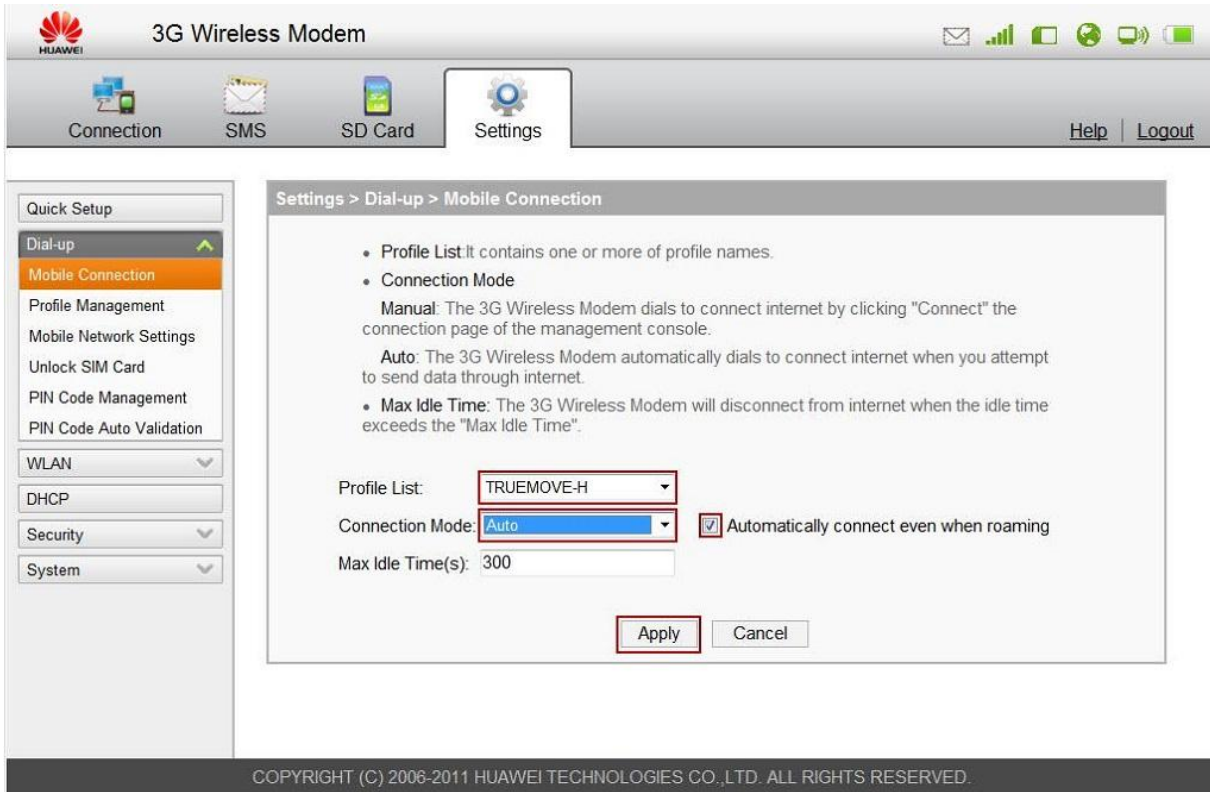 HUAWEI
3G Wireless Modem
Connection
SMS
SD Card
Settings
Help
Logout
Quick Setup
Dial-up
Mobile Connection
Profile Management
Mobile Network Settings
Unlock SIM Card
PIN Code Management
PIN Code Auto Validation
WLAN
DHCP
Security
System
Settings > Dial-up > Mobile Connection
• Profile List:It contains one or more of profile names.
• Connection Mode
Manual: The 3G Wireless Modem dials to connect internet by clicking "Connect" the
connection page of the management console.
Auto: The 3G Wireless Modem automatically dials to connect internet when you attempt
to send data through internet.
• Max Idle Time: The 3G Wireless Modem will disconnect from internet when the idle time
exceeds the "Max Idle Time".
Profile List: TRUEMOVE-H
Connection Mode: Auto Automatically connect even when roaming
Max Idle Time(s): 300
Apply Cancel
COPYRIGHT (C) 2006-2011 HUAWEI TECHNOLOGIES CO.,LTD. ALL RIGHTS RESERVED.